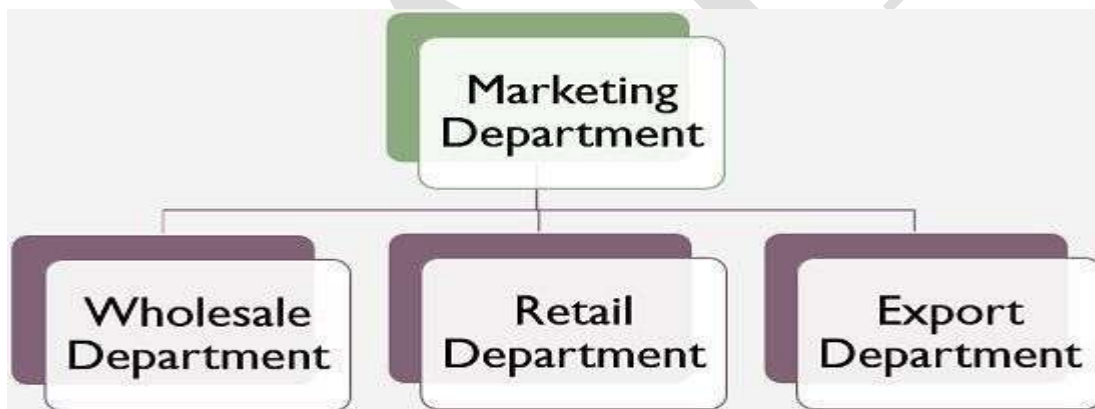 Marketing
Department
Wholesale
Department
Retail
Department
Export
Department